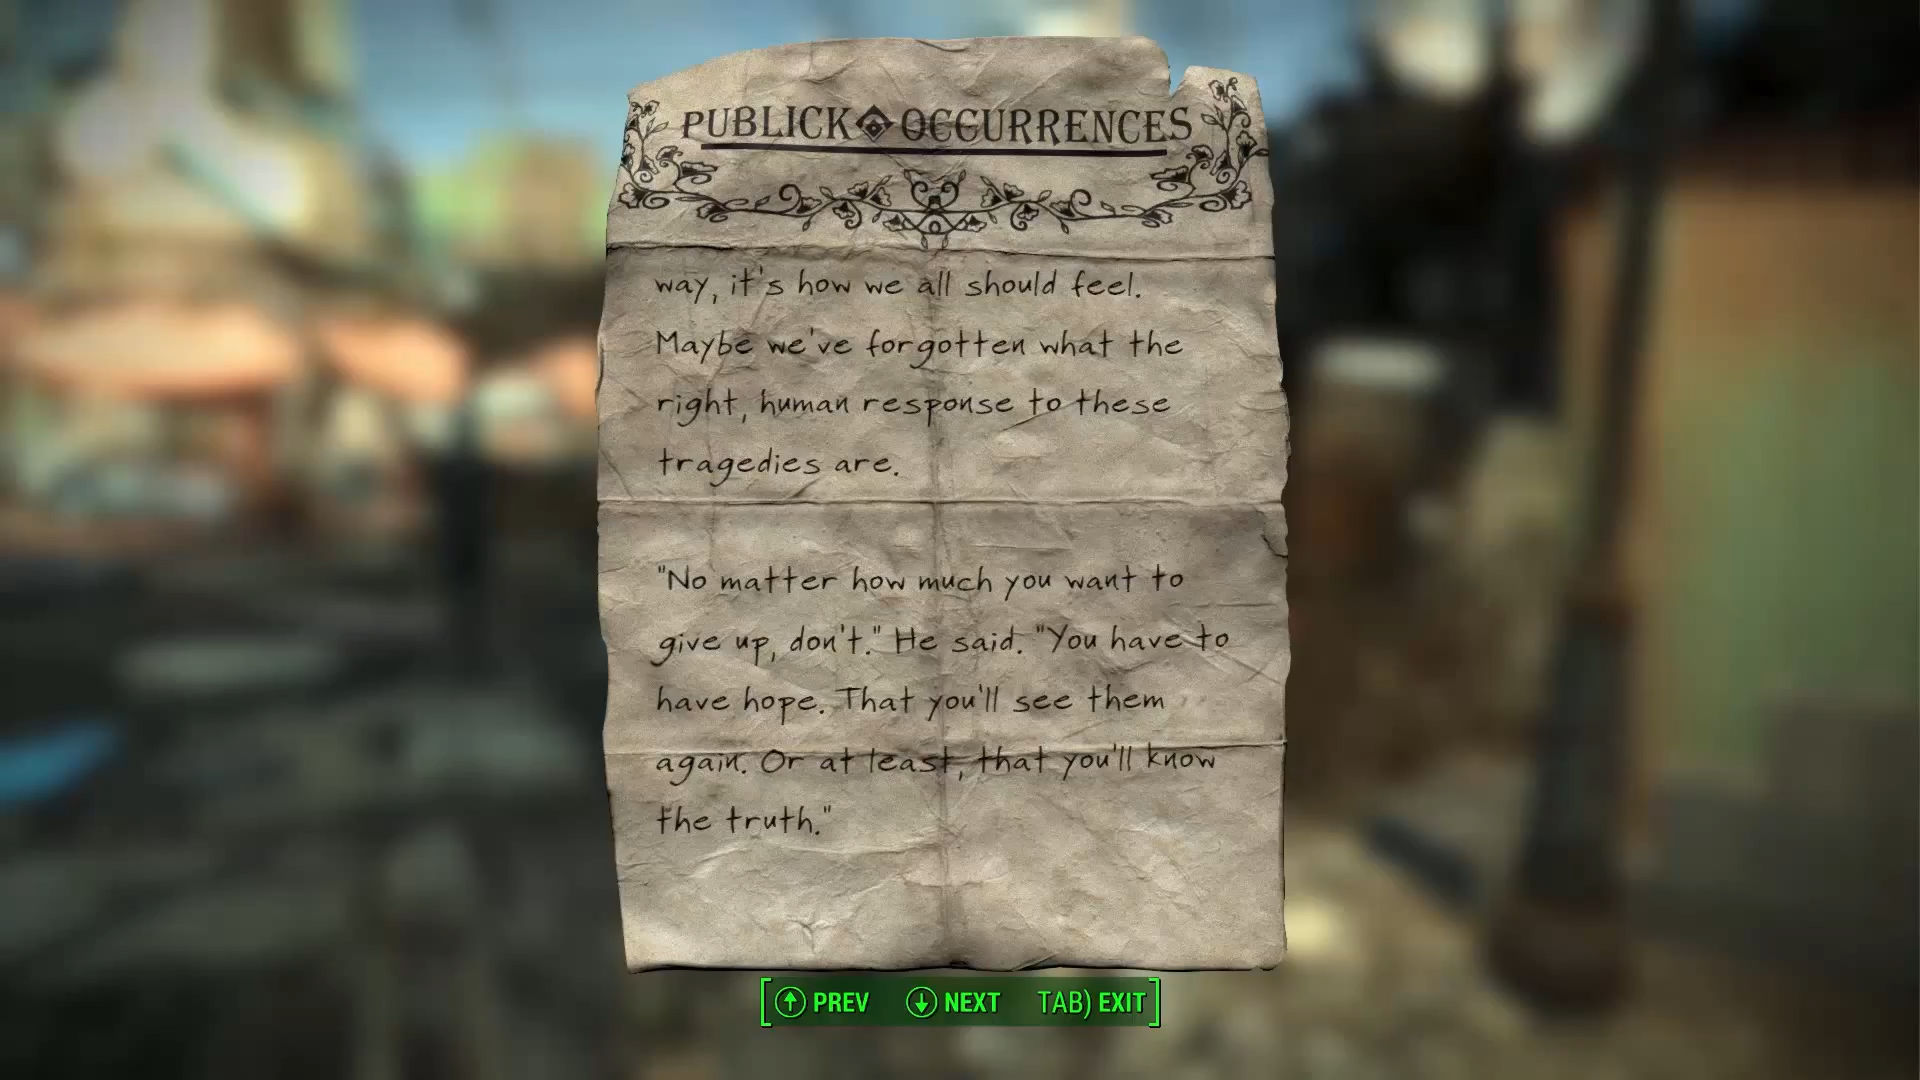 PUBLICK OCCURRENCES
way, it's how we all should feel.
Maybe we've forgotten what the
right, human response to these
tragedies are.
"No matter how much you want to
give up, don't." He said. "You have to
have hope. That you'll see them
again. Or at least, that you'll know
the truth."
PREV NEXT TAB) EXIT